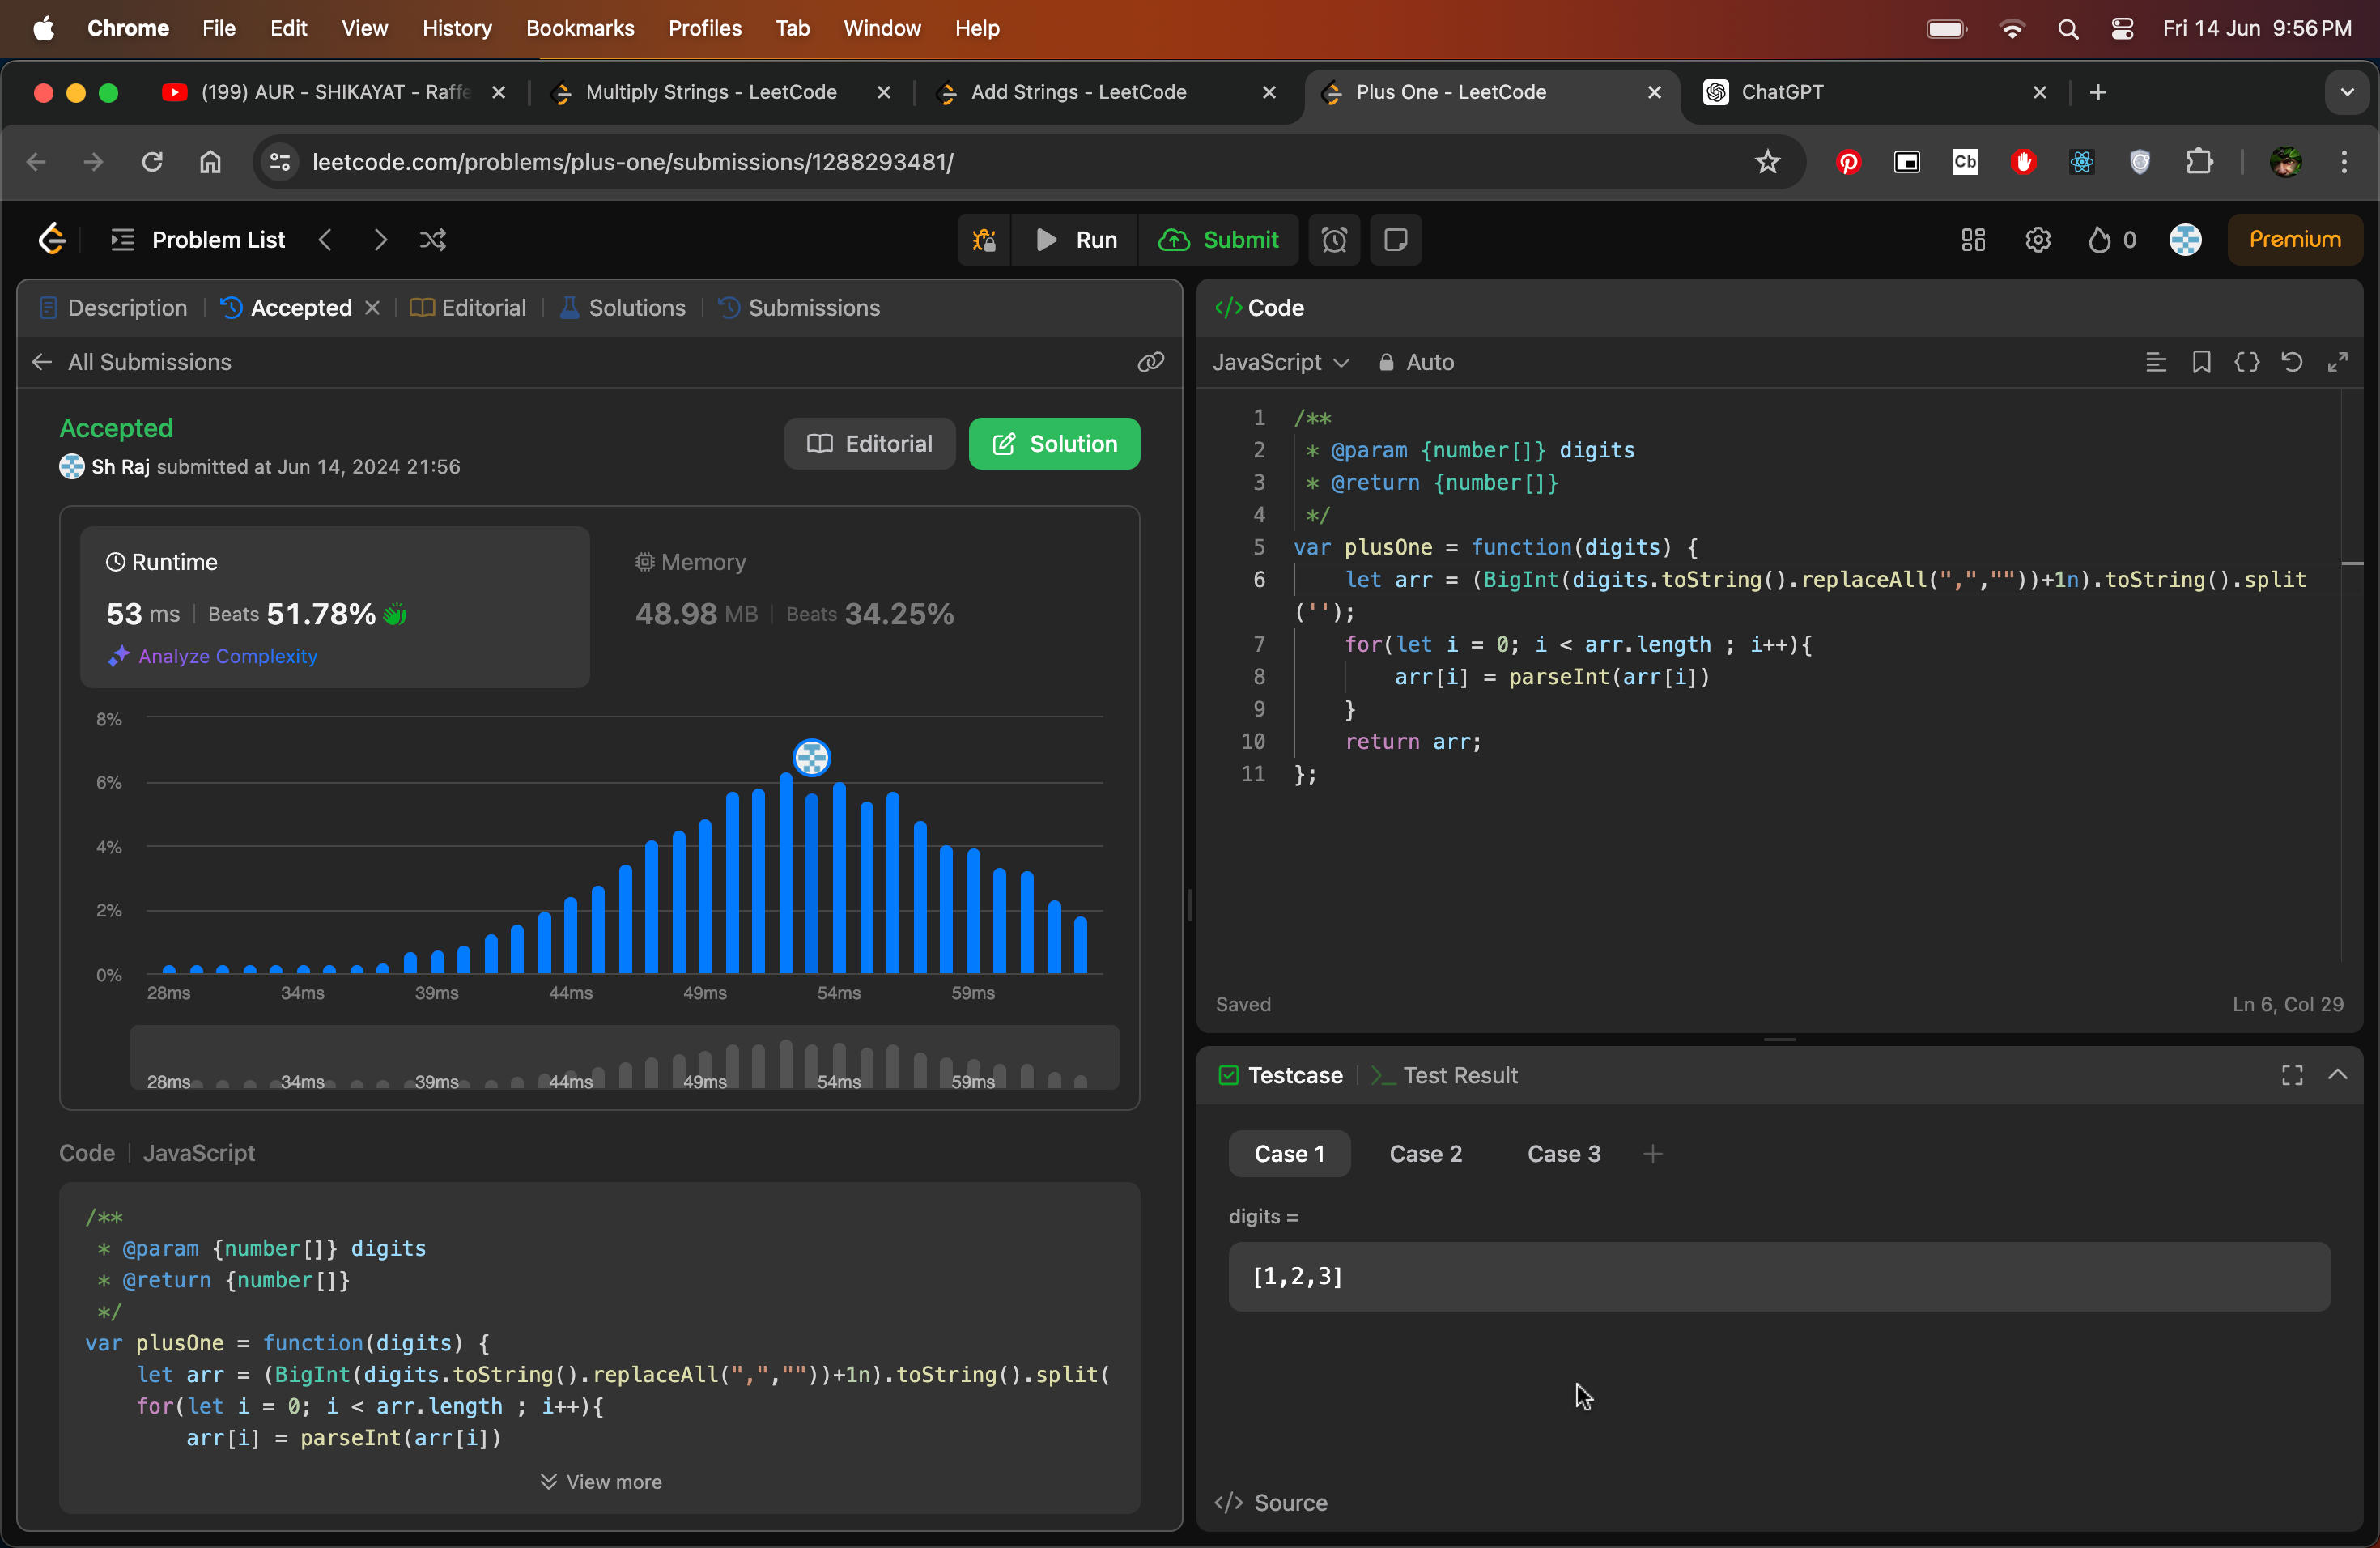 Chrome File Edit View History Bookmarks Profiles Tab Window Help Fri 14 Jun 9:56 PM
(199) AUR - SHIKAYAT - Raffe Multiply Strings - LeetCode Add Strings - LeetCode Plus One - LeetCode ChatGPT
leetcode.com/problems/plus-one/submissions/1288293481/ Cb
Problem List Run Submit 0 Premium
Description Accepted Editorial Solutions Submissions
All Submissions
Accepted
Sh Raj submitted at Jun 14, 2024 21:56
Editorial Solution
Runtime
53 ms Beats 51.78%
Analyze Complexity
Memory
48.98 MB Beats 34.25%
8%
6%
4%
2%
0%
28ms 34ms 39ms 44ms 49ms 54ms 59ms
28ms 34ms 39ms 44ms 49ms 54ms 59ms
Code JavaScript
/**
* @param {number[]} digits
* @return {number[]}
*/
var plusOne = function(digits) {
let arr = (BigInt(digits.toString().replaceAll(",",""))+1n).toString().split(
for(let i = 0; i < arr.length ; i++){
arr[i] = parseInt(arr[i])
View more
</> Code
JavaScript Auto
1 /**
2 * @param {number[]} digits
3 * @return {number[]}
4 */
5 var plusOne = function(digits) {
6 let arr = (BigInt(digits.toString().replaceAll(",",""))+1n).toString().split
('');
7 for(let i = 0; i < arr.length ; i++){
8 arr[i] = parseInt(arr[i])
9 }
10 return arr;
11 };
Saved Ln 6, Col 29
Testcase >_ Test Result
Case 1 Case 2 Case 3 +
digits =
[1,2,3]
</> Source